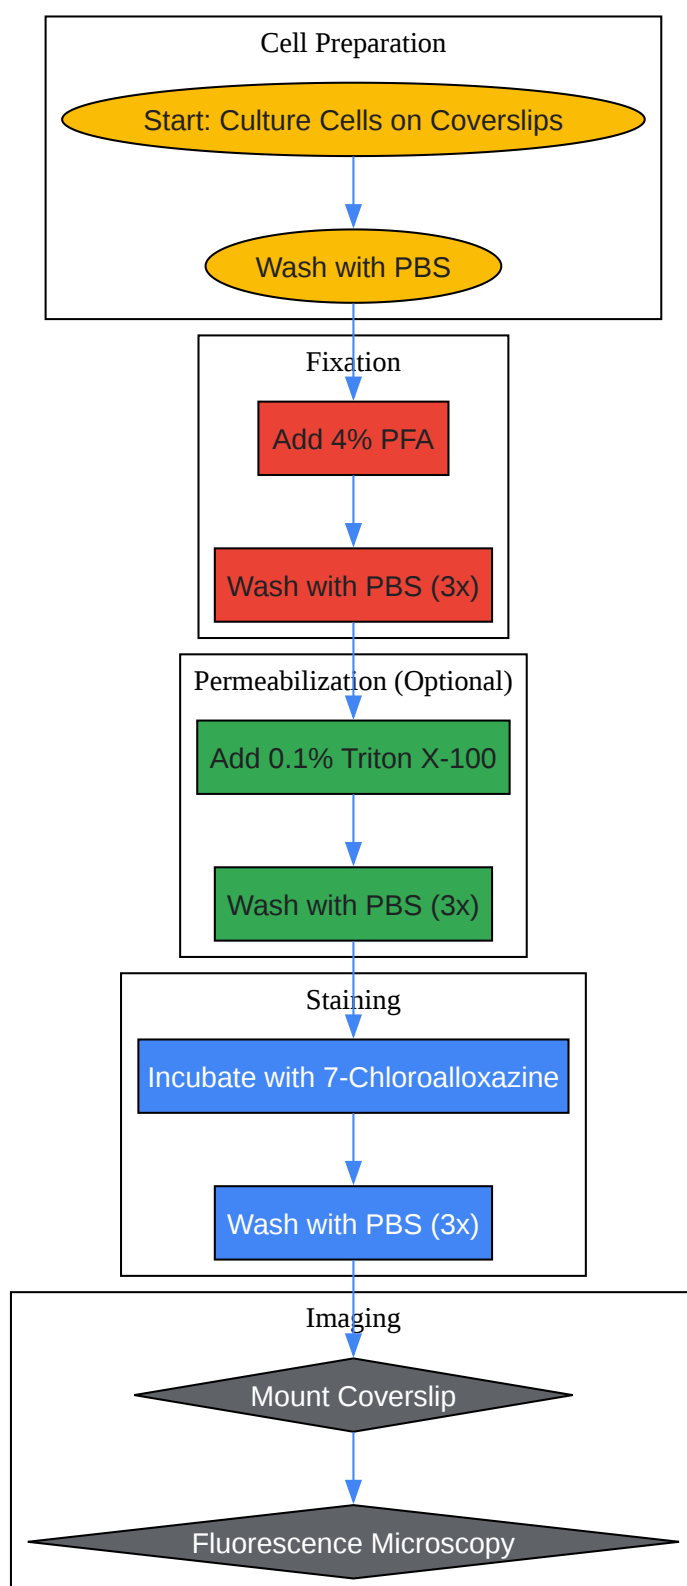 Cell Preparation
Start: Culture Cells on Coverslips
Wash with PBS
Fixation
Add 4% PFA
Wash with PBS (3x)
Permeabilization (Optional)
Add 0.1% Triton X-100
Wash with PBS (3x)
Staining
Incubate with 7-Chloroalloxazine
Wash with PBS (3x)
Imaging
Mount Coverslip
Fluorescence Microscopy